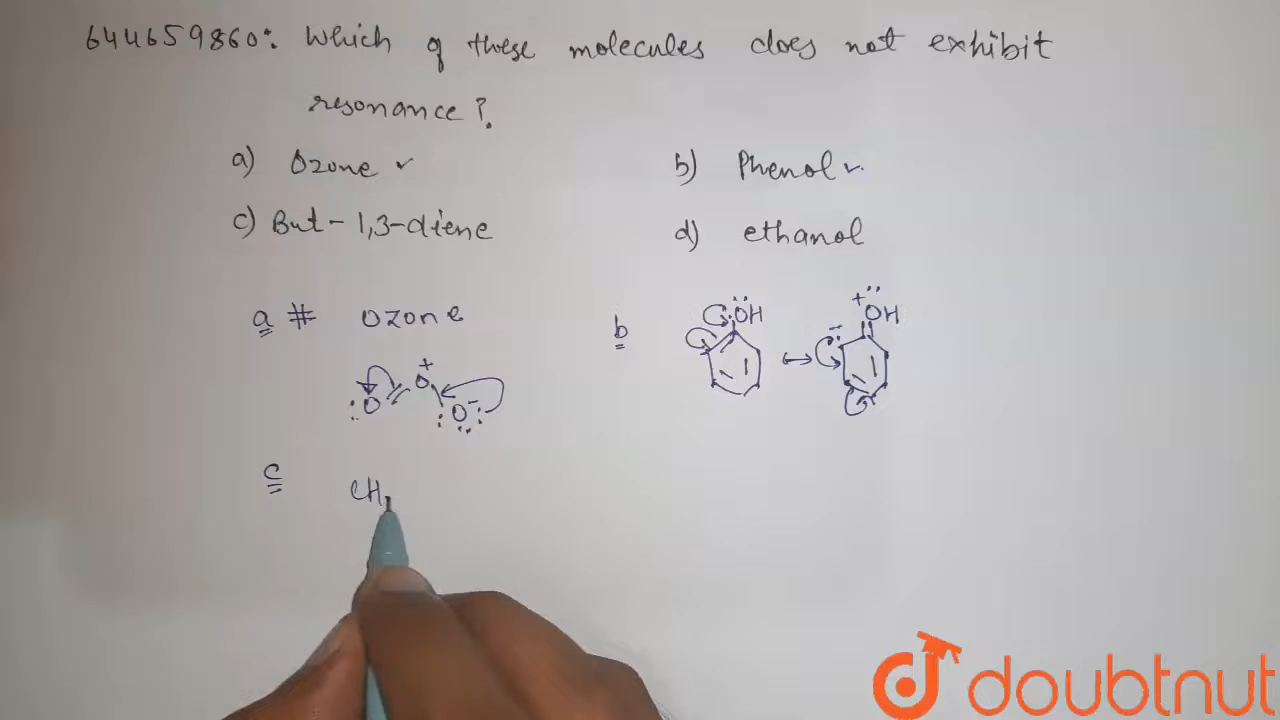 644659860: Which of these molecules does not exhibit
resonance?
a) Ozone ✓
b) Phenol ✓
c) But-1,3-diene
d) ethanol
a # Ozone
b
:OH ↔ +OH
O O+ O-
c CH
doubtnut